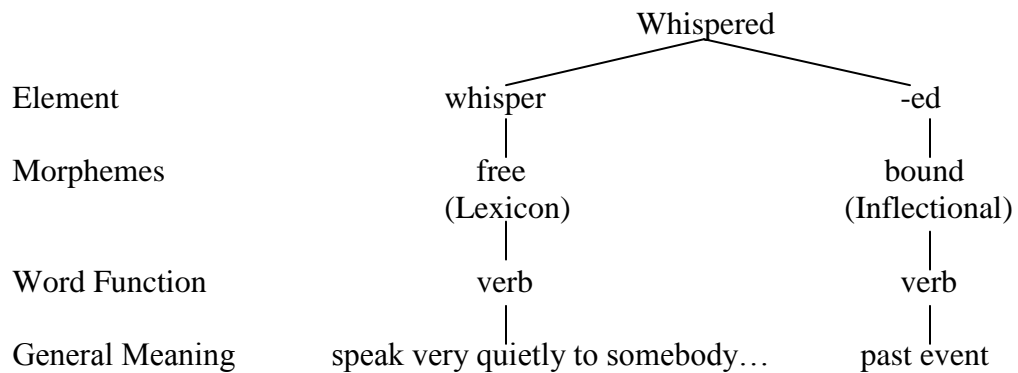 Whispered
Element whisper -ed
Morphemes free bound
(Lexicon) (Inflectional)
Word Function verb verb
General Meaning speak very quietly to somebody… past event